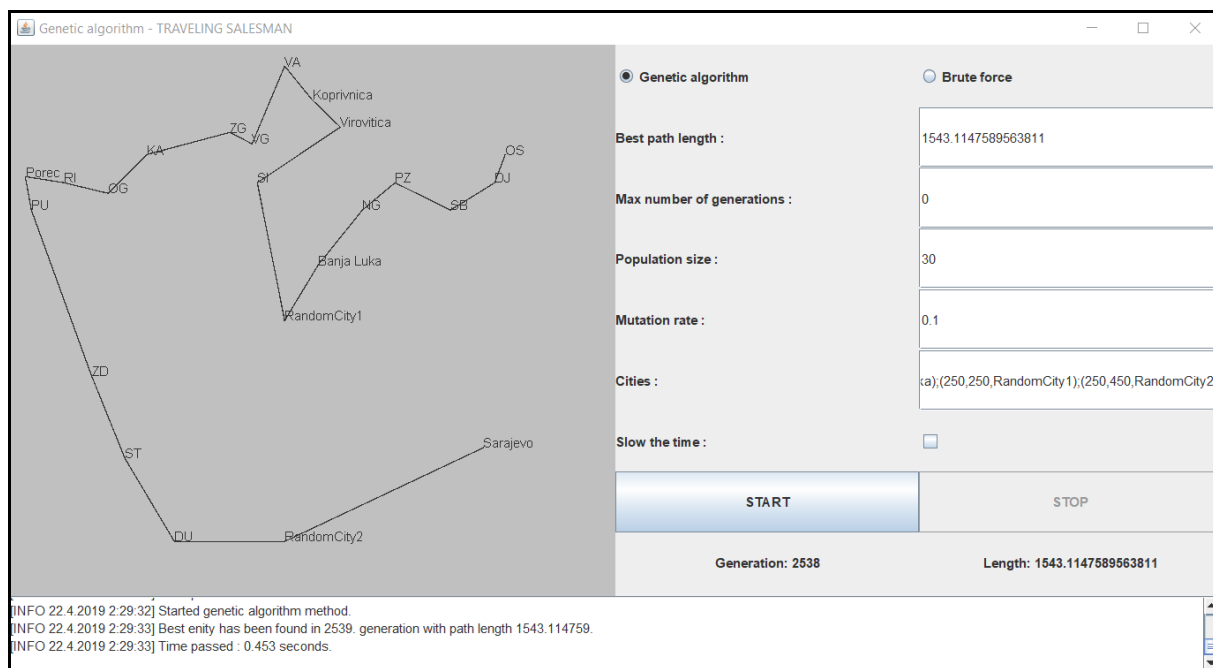 Genetic algorithm - TRAVELING SALESMAN
VA
Koprivnica
Virovitica
ZG
VG
KA
OS
Porec
RI
OG
SI
PZ
DJ
PU
NG
SB
Banja Luka
RandomCity1
ZD
ST
Sarajevo
DU
RandomCity2
Genetic algorithm
Brute force
Best path length :
1543.1147589563811
Max number of generations :
0
Population size :
30
Mutation rate :
0.1
Cities :
ka);(250,250,RandomCity1);(250,450,RandomCity2
Slow the time :
START
STOP
Generation: 2538
Length: 1543.1147589563811
[INFO 22.4.2019 2:29:32] Started genetic algorithm method.
[INFO 22.4.2019 2:29:33] Best enity has been found in 2539. generation with path length 1543.114759.
[INFO 22.4.2019 2:29:33] Time passed : 0.453 seconds.